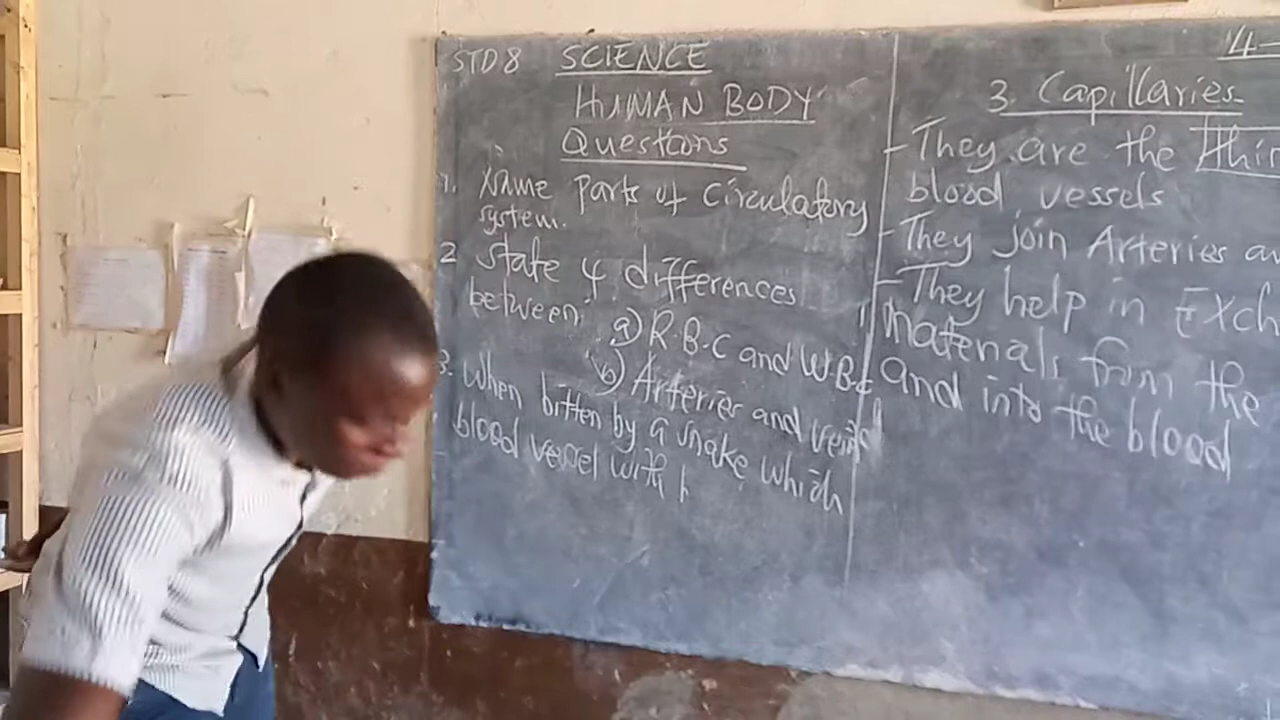 STD 8 SCIENCE
HUMAN BODY
Questions
1. Name parts of circulatory
system.
2 State 4 differences
between:
a) R.B.C and W.B.C
b) Arteries and
3. When bitten by a snake which
blood vessel with
4-
3. Capillaries
- They are the
blood vessels
- They join Arteries
- They help in
materials from the
and into the blood